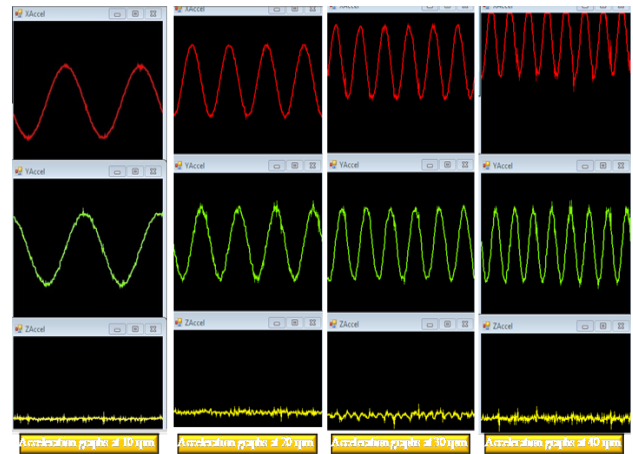 XAccel
XAccel
XAccel
XAccel
YAccel
YAccel
YAccel
YAccel
ZAccel
ZAccel
ZAccel
ZAccel
Acceleration graphs at 10 rpm
Acceleration graphs at 20 rpm
Acceleration graphs at 30 rpm
Acceleration graphs at 40 rpm